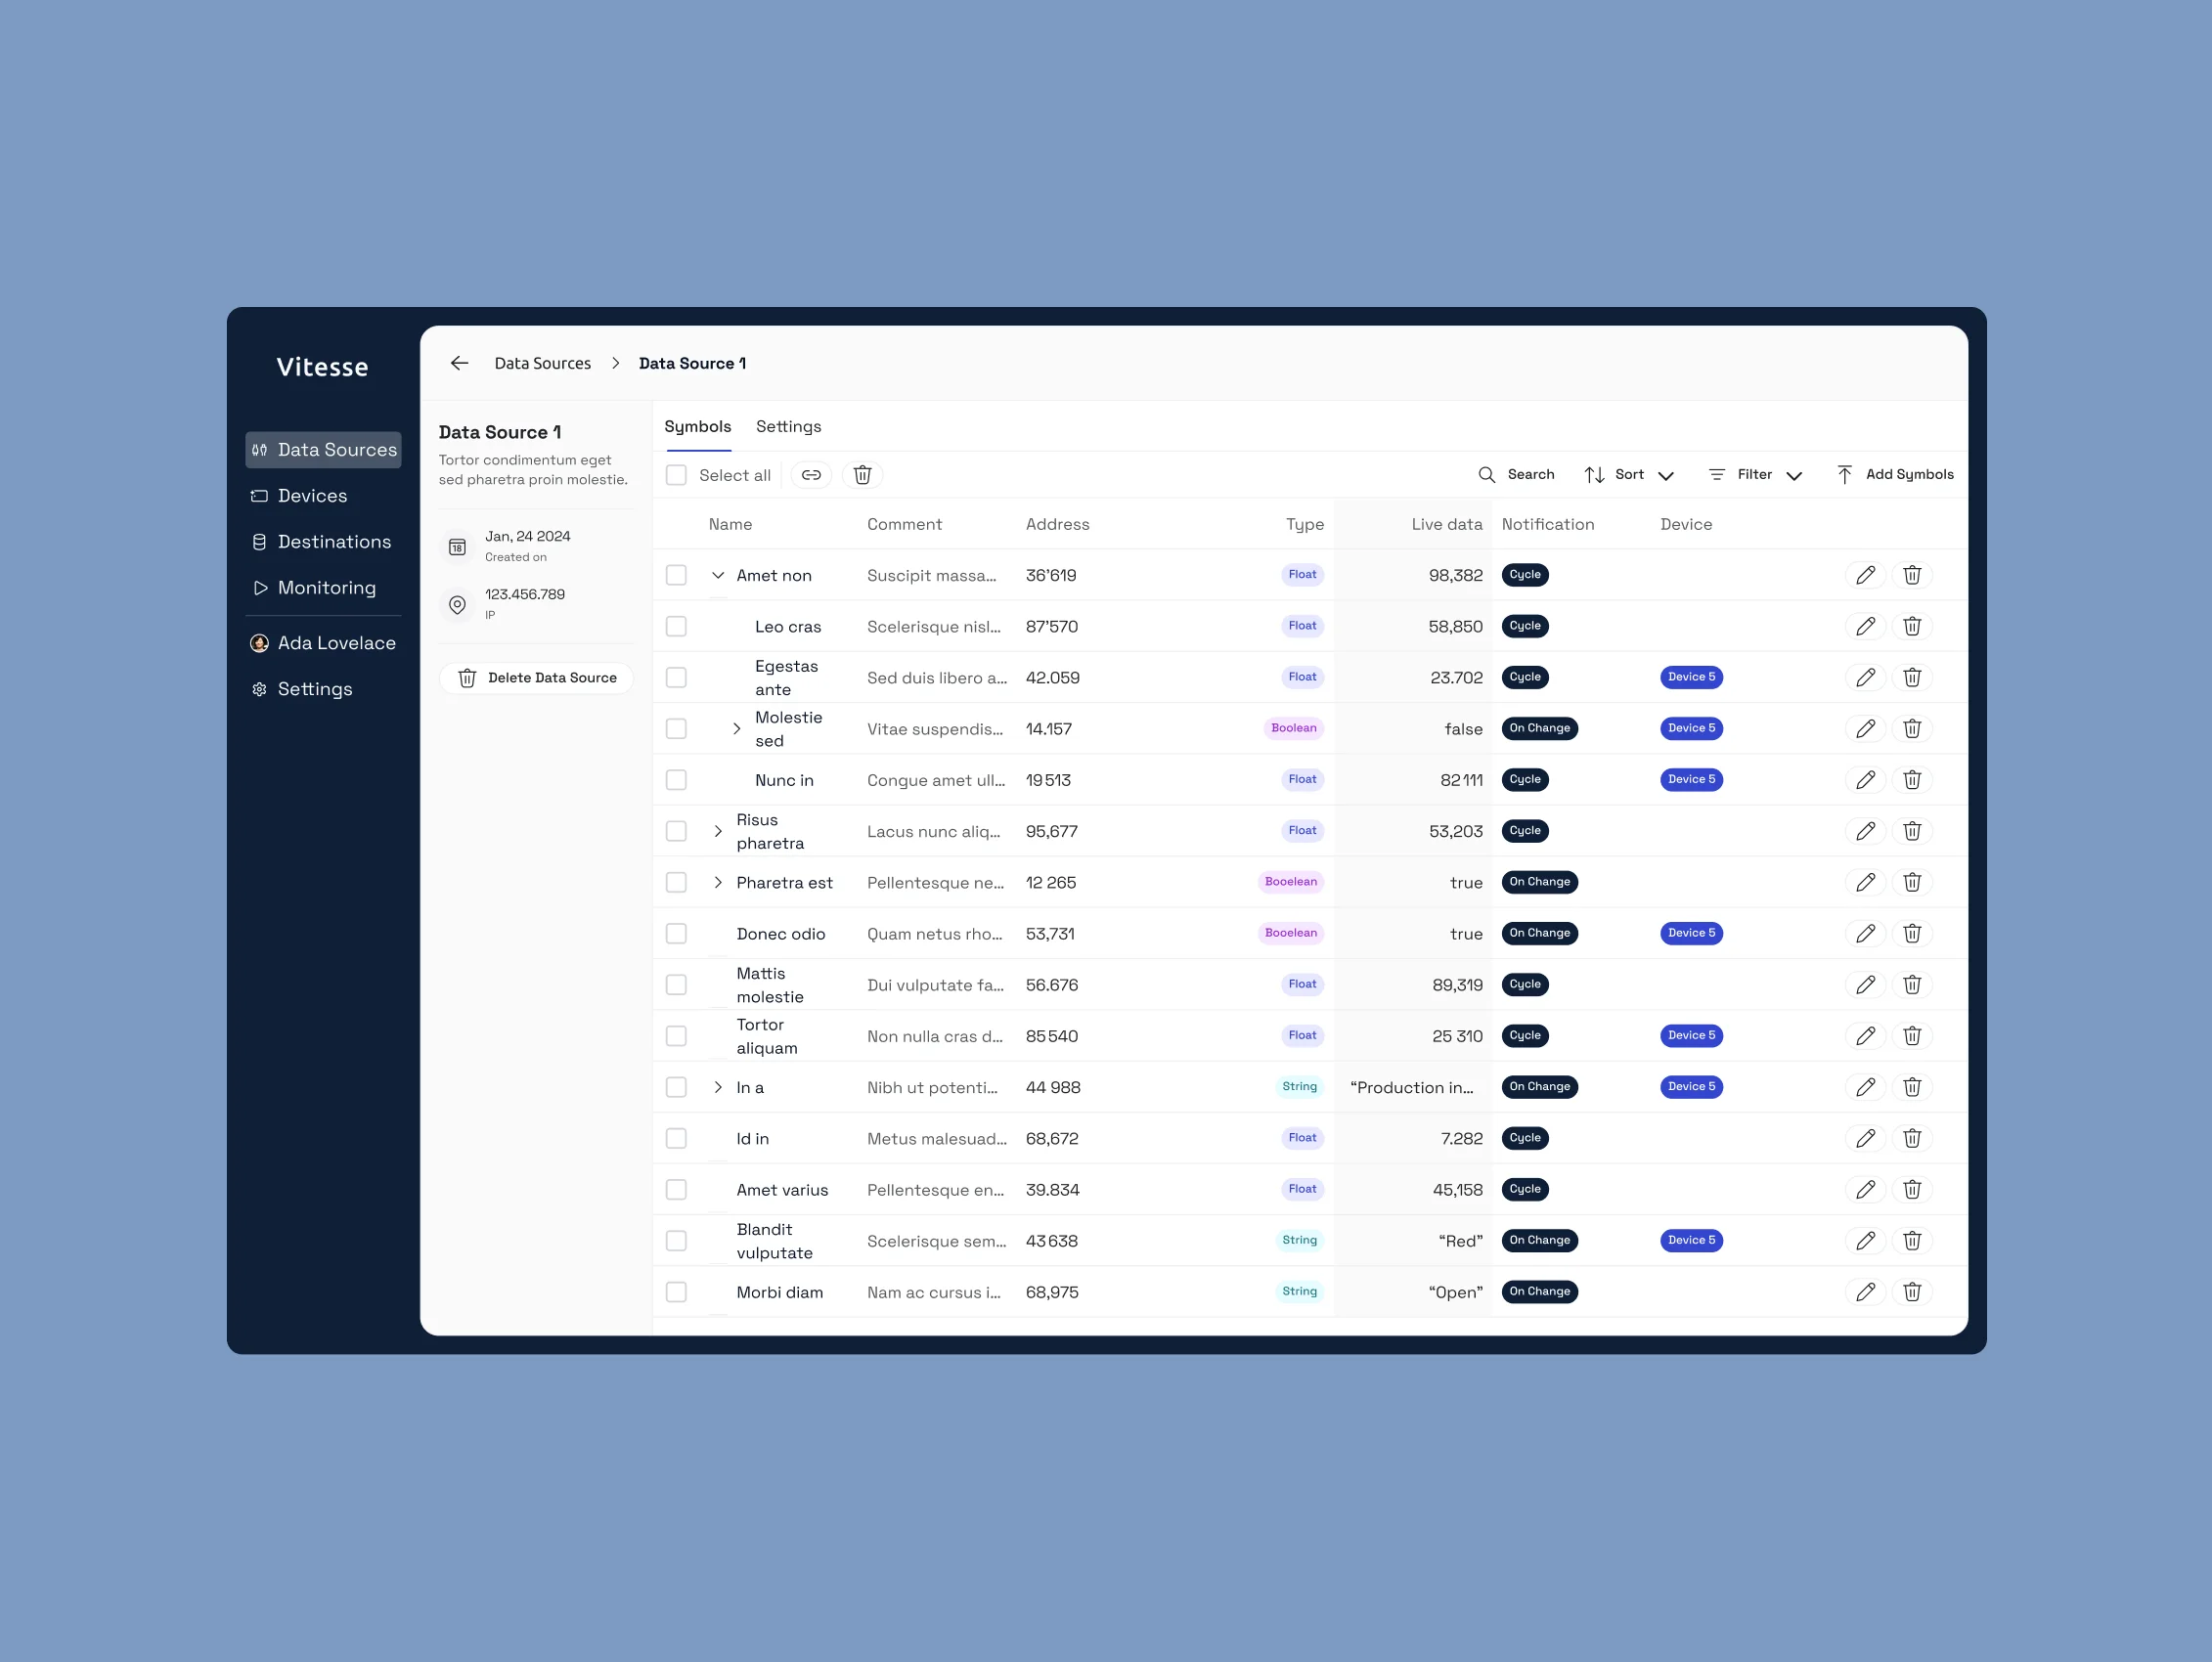 Vitesse
Data Sources
Devices
Destinations
Monitoring
Ada Lovelace
Settings
Data Sources > Data Source 1
Data Source 1
Tortor condimentum eget
sed pharetra proin molestie.
18
Jan, 24 2024
Created on
123.456.789
IP
Delete Data Source
Symbols Settings
Select all Search Sort Filter Add Symbols
Name Comment Address Type Live data Notification Device
Amet non Suscipit massa... 36'619 Float 98,382 Cycle
Leo cras Scelerisque nisl... 87'570 Float 58,850 Cycle
Egestas
ante
Sed duis libero a... 42.059 Float 23.702 Cycle Device 5
Molestie
sed
Vitae suspendis... 14.157 Boolean false On Change Device 5
Nunc in Congue amet ull... 19 513 Float 82 111 Cycle Device 5
Risus
pharetra
Lacus nunc aliq... 95,677 Float 53,203 Cycle
Pharetra est Pellentesque ne... 12 265 Booelean true On Change
Donec odio Quam netus rho... 53,731 Booelean true On Change Device 5
Mattis
molestie
Dui vulputate fa... 56.676 Float 89,319 Cycle
Tortor
aliquam
Non nulla cras d... 85 540 Float 25 310 Cycle Device 5
In a Nibh ut potenti... 44 988 String “Production in... On Change Device 5
Id in Metus malesuad... 68,672 Float 7.282 Cycle
Amet varius Pellentesque en... 39.834 Float 45,158 Cycle
Blandit
vulputate
Scelerisque sem... 43 638 String “Red” On Change Device 5
Morbi diam Nam ac cursus i... 68,975 String “Open” On Change